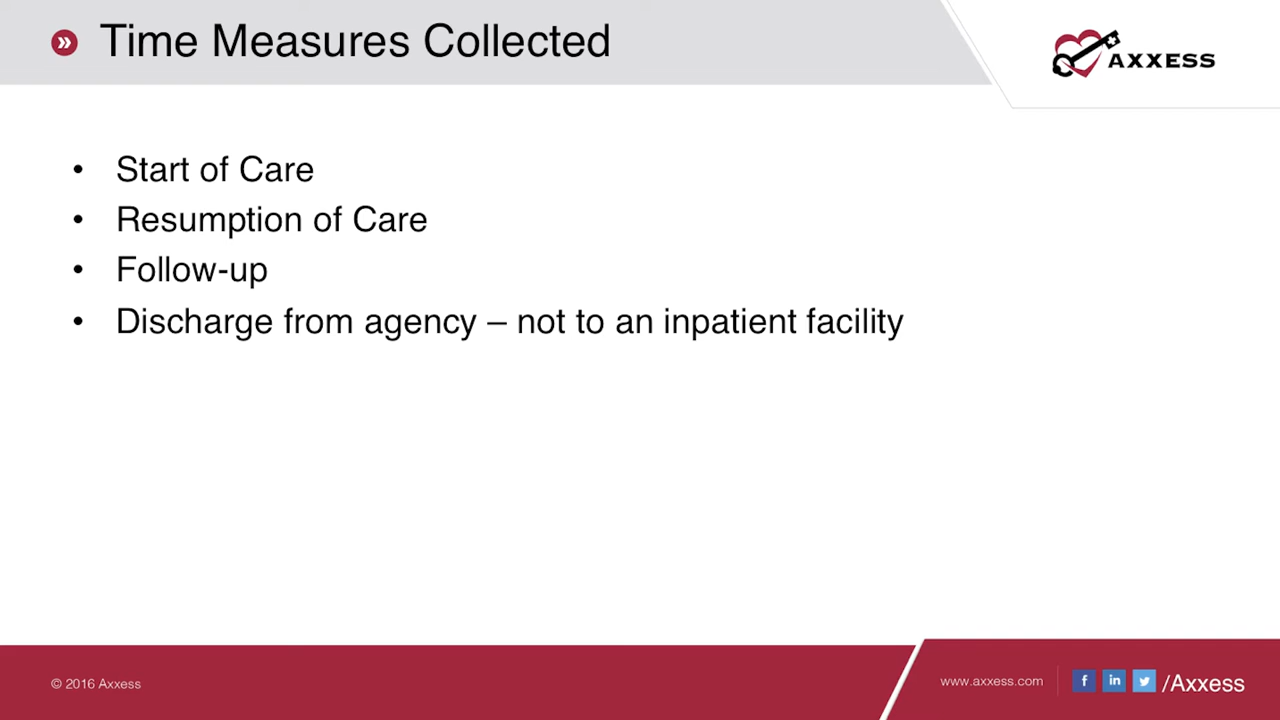 Time Measures Collected
AXXESS
• Start of Care
• Resumption of Care
• Follow-up
• Discharge from agency – not to an inpatient facility
© 2016 Axxess
www.axxess.com
f in /Axxess